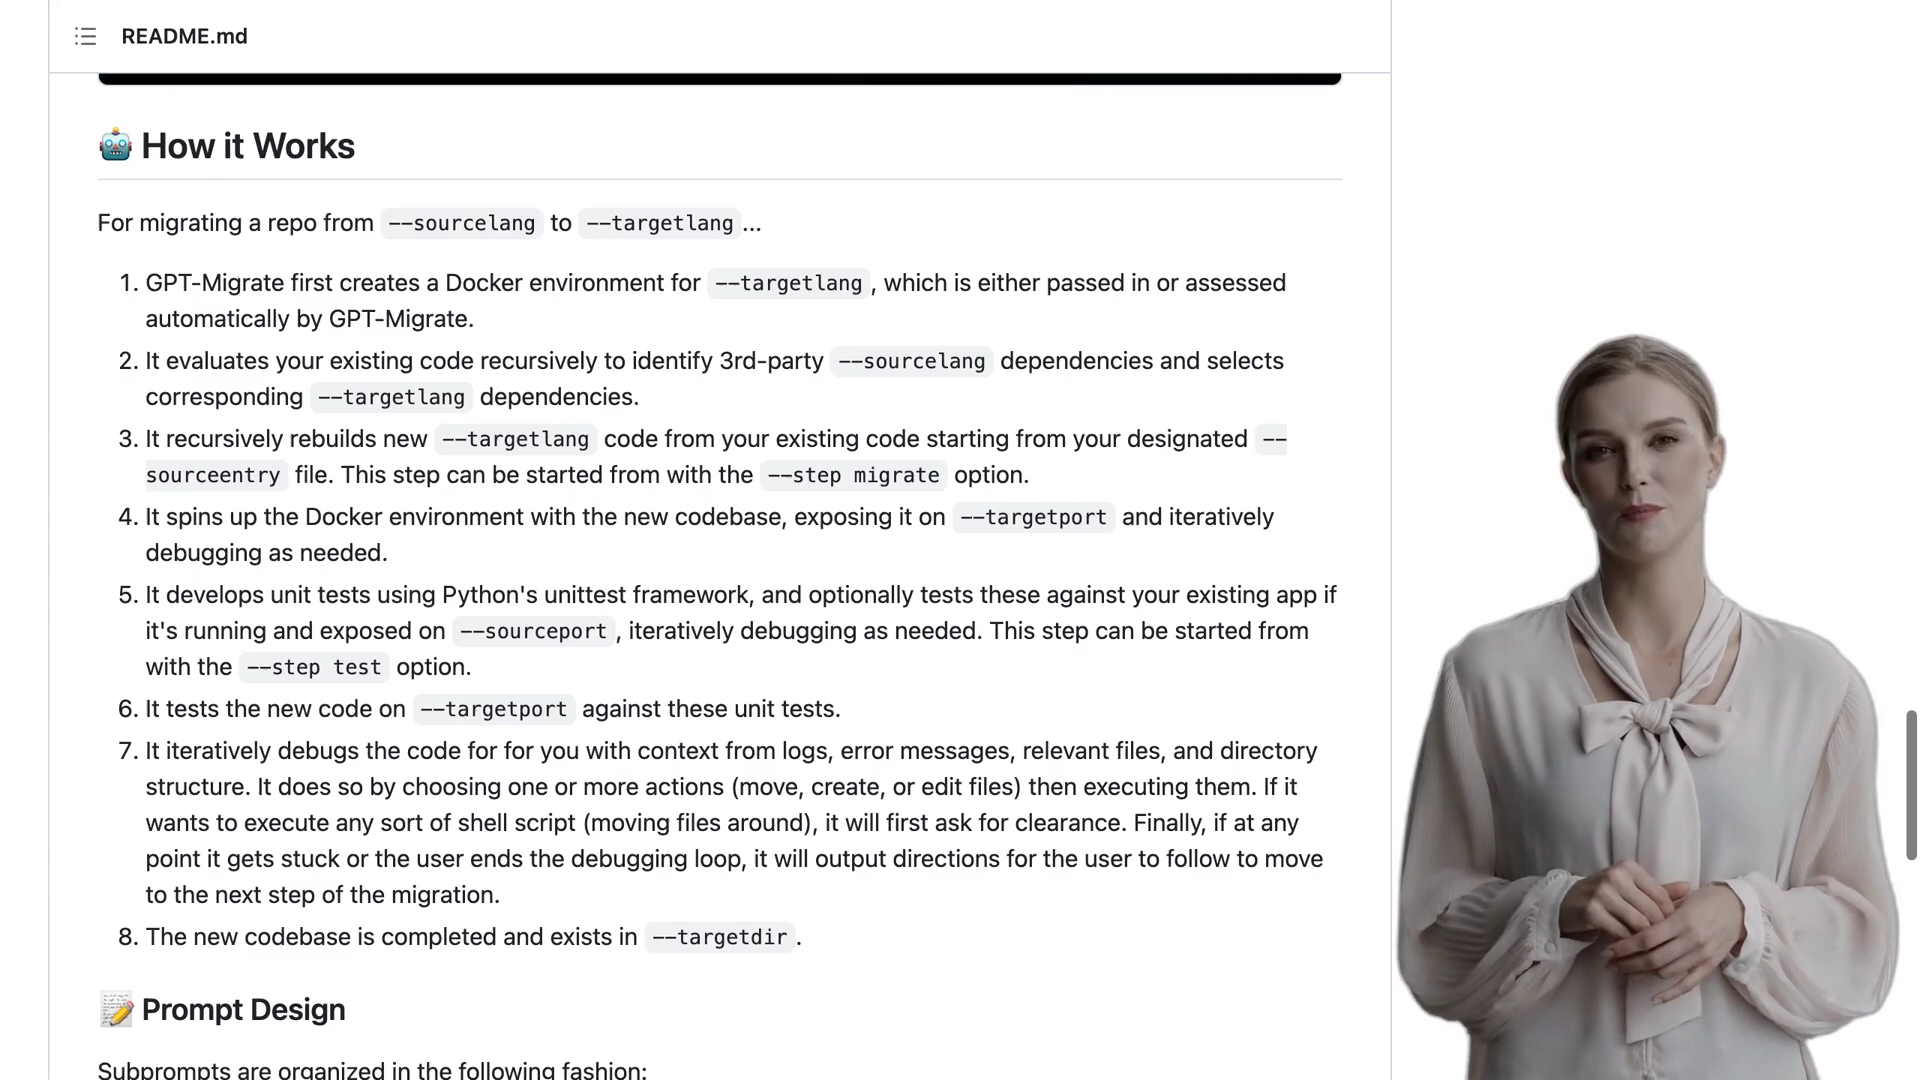 README.md
How it Works
For migrating a repo from --sourcelang to --targetlang ...
1. GPT-Migrate first creates a Docker environment for --targetlang , which is either passed in or assessed
automatically by GPT-Migrate.
2. It evaluates your existing code recursively to identify 3rd-party --sourcelang dependencies and selects
corresponding --targetlang dependencies.
3. It recursively rebuilds new --targetlang code from your existing code starting from your designated --
sourceentry file. This step can be started from with the --step migrate option.
4. It spins up the Docker environment with the new codebase, exposing it on --targetport and iteratively
debugging as needed.
5. It develops unit tests using Python's unittest framework, and optionally tests these against your existing app if
it's running and exposed on --sourceport , iteratively debugging as needed. This step can be started from
with the --step test option.
6. It tests the new code on --targetport against these unit tests.
7. It iteratively debugs the code for for you with context from logs, error messages, relevant files, and directory
structure. It does so by choosing one or more actions (move, create, or edit files) then executing them. If it
wants to execute any sort of shell script (moving files around), it will first ask for clearance. Finally, if at any
point it gets stuck or the user ends the debugging loop, it will output directions for the user to follow to move
to the next step of the migration.
8. The new codebase is completed and exists in --targetdir .
Prompt Design
Subprompts are organized in the following fashion: